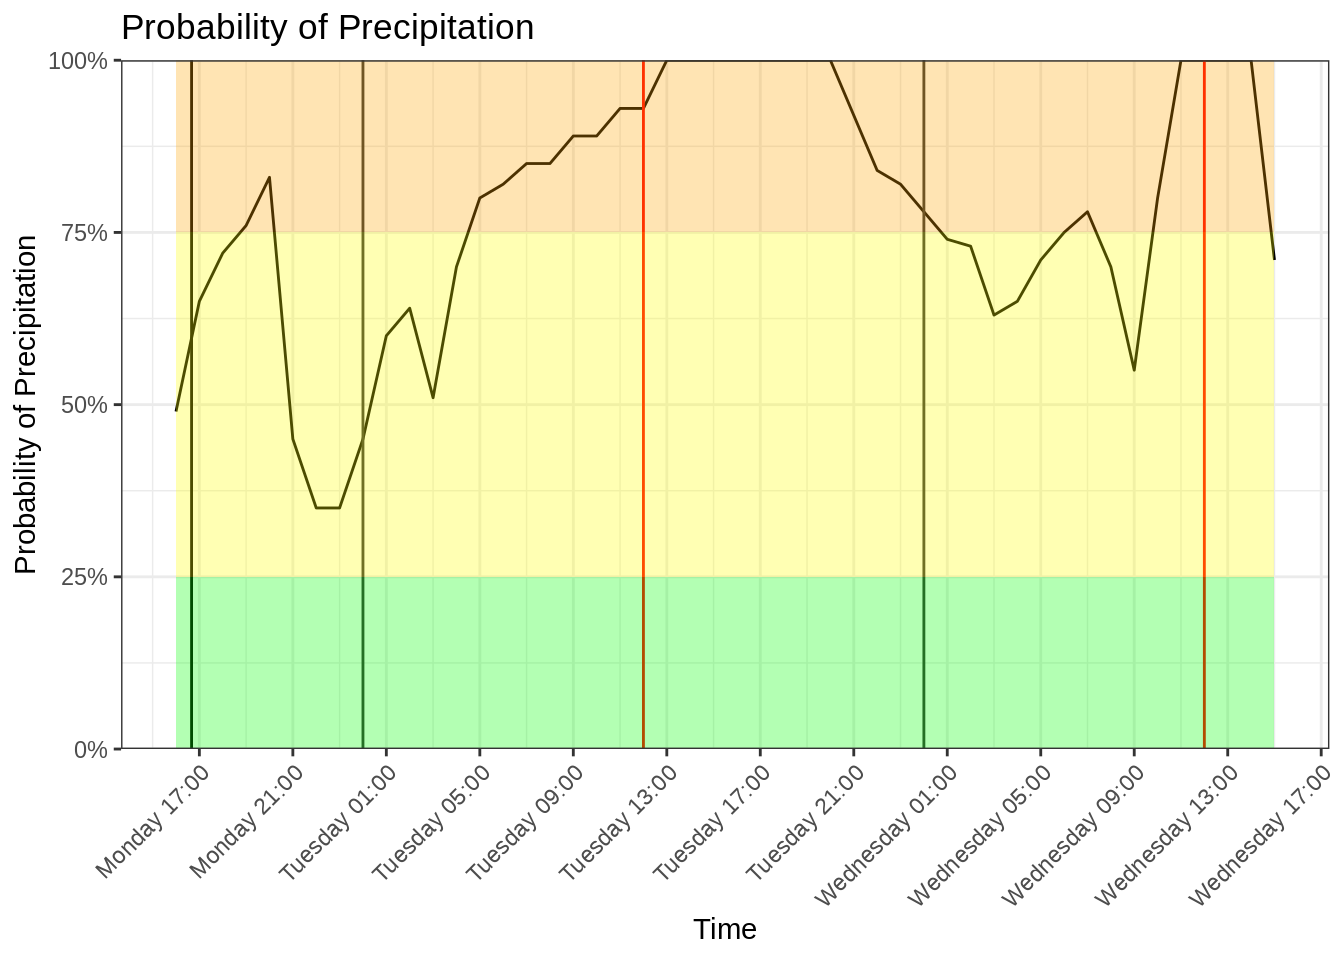 Probability of Precipitation
Probability of Precipitation
100%
75%
50%
25%
0%
Monday 17:00
Monday 21:00
Tuesday 01:00
Tuesday 05:00
Tuesday 09:00
Tuesday 13:00
Tuesday 17:00
Tuesday 21:00
Wednesday 01:00
Wednesday 05:00
Wednesday 09:00
Wednesday 13:00
Wednesday 17:00
Time